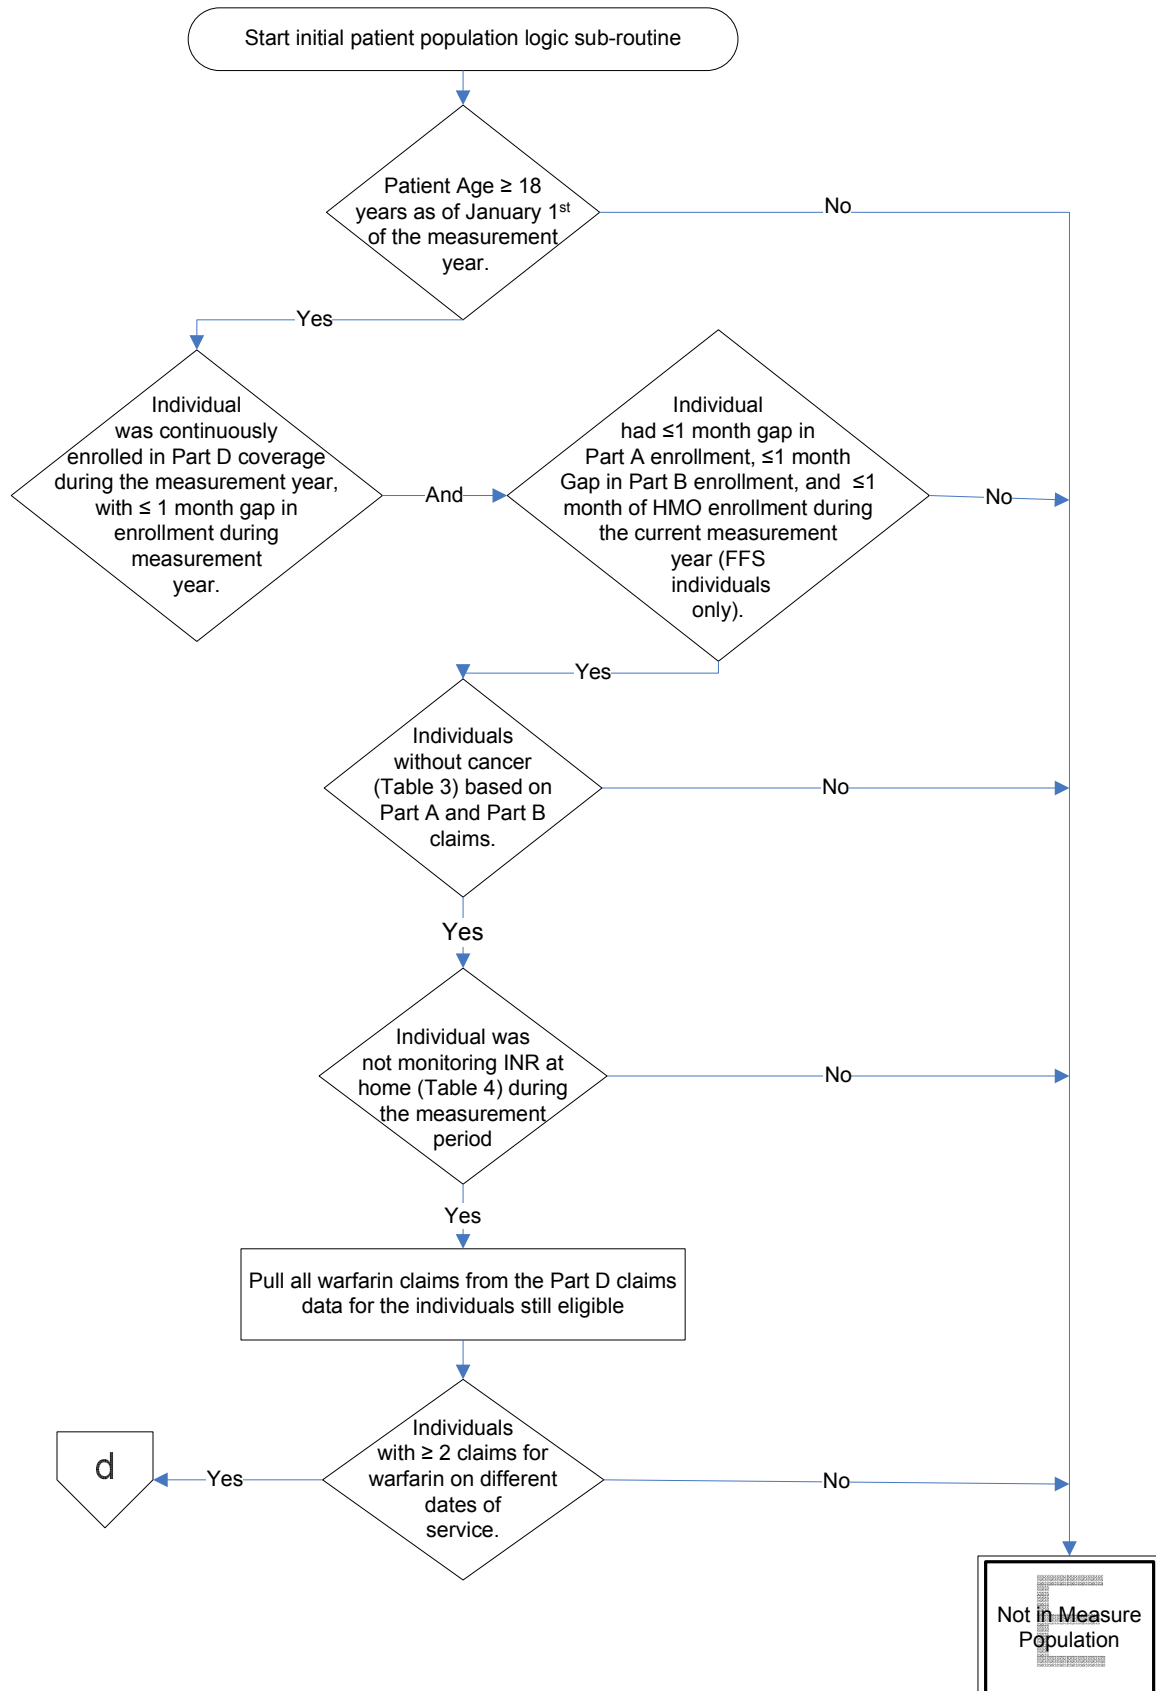 Start initial patient population logic sub-routine
Patient Age ≥ 18
years as of January 1st
of the measurement
year.
No
Yes
Individual
was continuously
enrolled in Part D coverage
during the measurement year,
with ≤ 1 month gap in
enrollment during
measurement
year.
And
Individual
had ≤1 month gap in
Part A enrollment, ≤1 month
Gap in Part B enrollment, and ≤1
month of HMO enrollment during
the current measurement
year (FFS
individuals
only).
No
Yes
Individuals
without cancer
(Table 3) based on
Part A and Part B
claims.
No
Yes
Individual was
not monitoring INR at
home (Table 4) during
the measurement
period
No
Yes
Pull all warfarin claims from the Part D claims
data for the individuals still eligible
Individuals
with ≥ 2 claims for
warfarin on different
dates of
service.
Yes
d
No
E
Not in Measure
Population